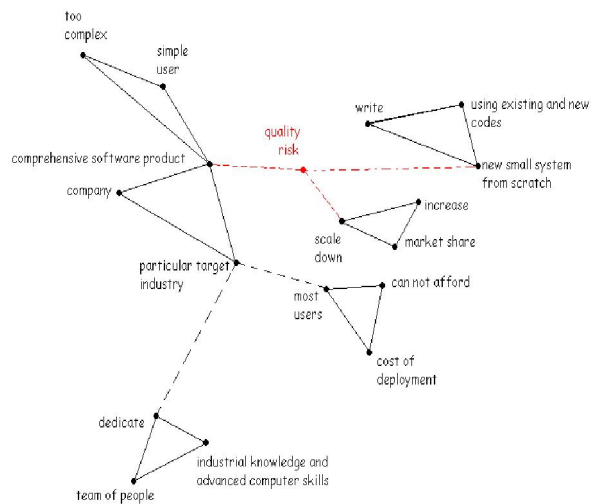 too
complex
simple
user
using existing and new
codes
write
quality
risk
comprehensive software product
new small system
from scratch
company
increase
scale
down
market share
particular target
industry
can not afford
most
users
cost of
deployment
dedicate
industrial knowledge and
advanced computer skills
team of people